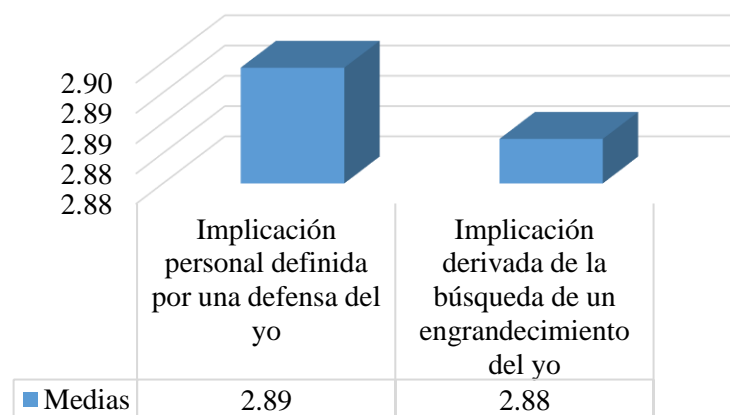 2.90
2.89
2.89
2.88
2.88
Implicación
personal definida
por una defensa del
yo
Implicación
derivada de la
búsqueda de un
engrandecimiento
del yo
Medias 2.89 2.88